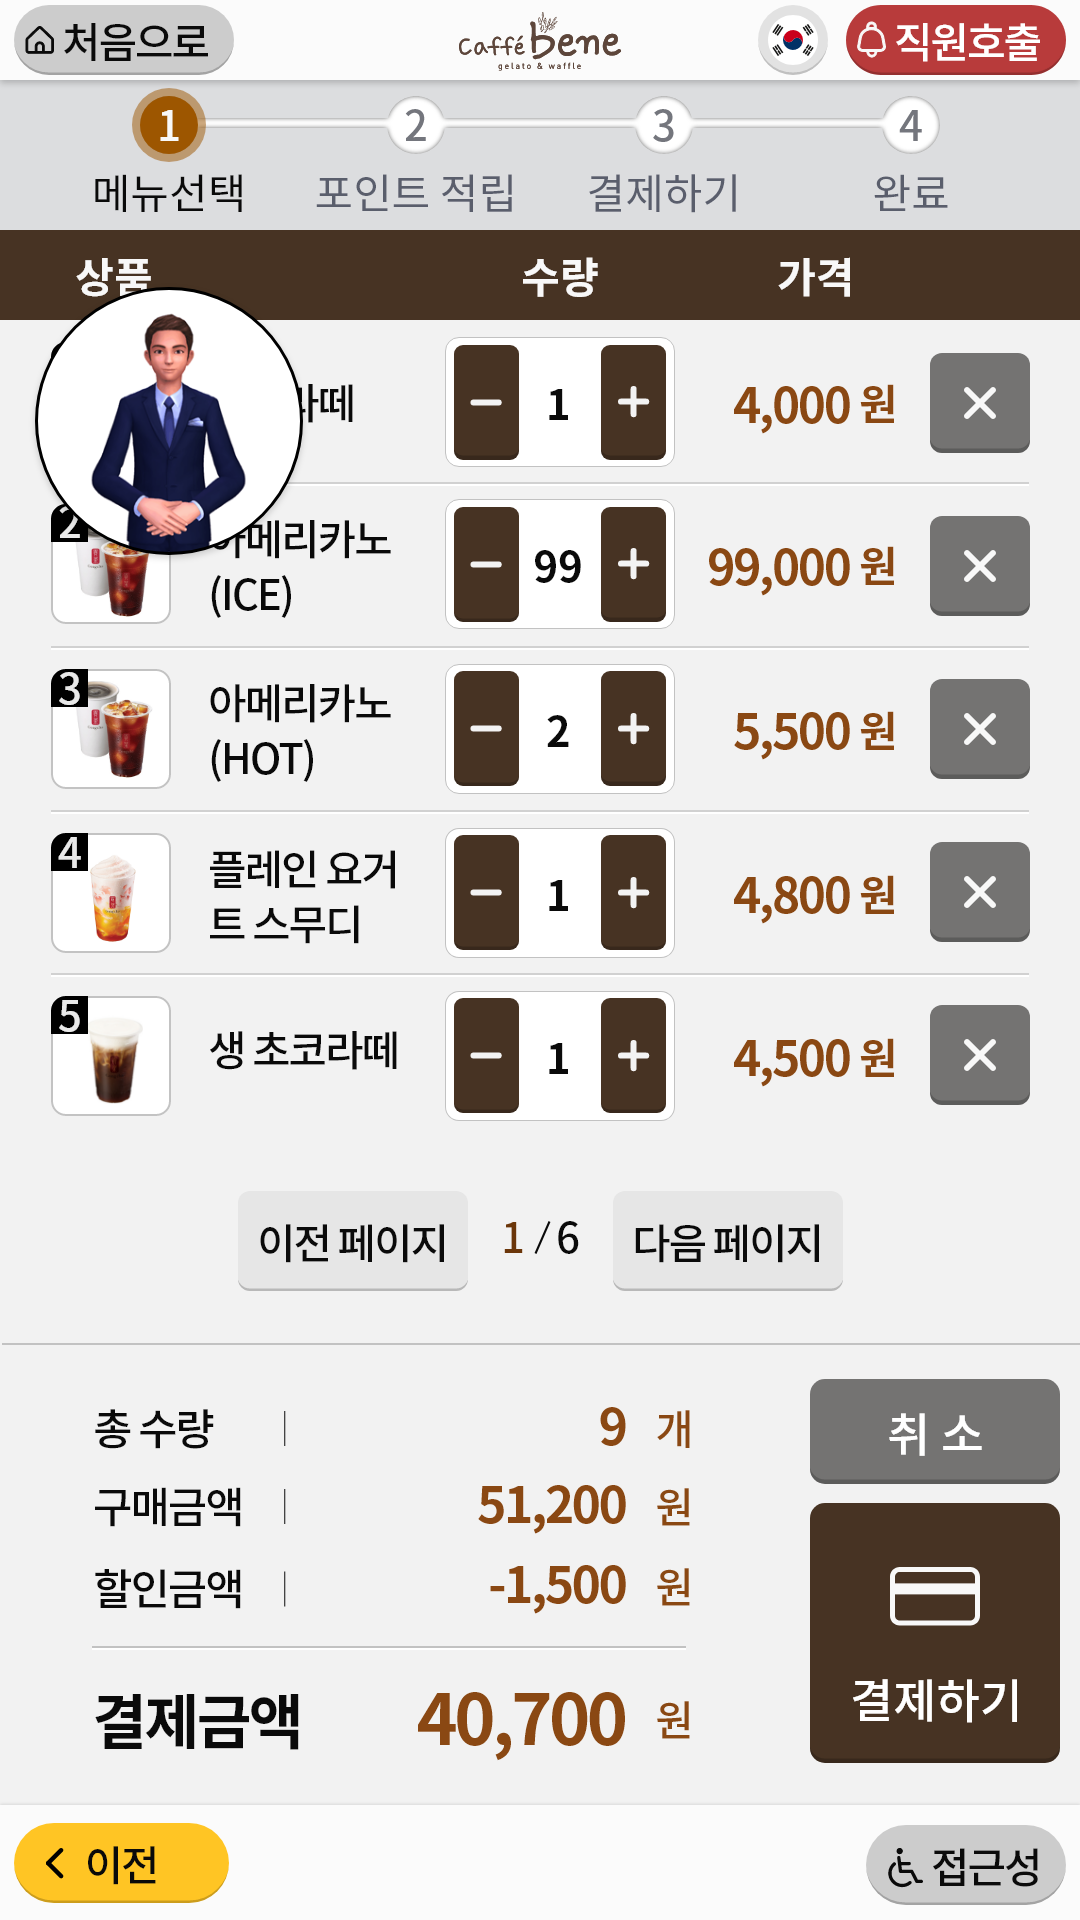 처음으로
Caffé bene
gelato & waffle
직원호출
1 2 3 4
메뉴선택 포인트 적립 결제하기 완료
상품 수량 가격
라떼 1 4,000 원
2 아메리카노 (ICE) 99 99,000 원
3 아메리카노 (HOT) 2 5,500 원
4 플레인 요거트 스무디 1 4,800 원
5 생 초코라떼 1 4,500 원
이전 페이지 1 / 6 다음 페이지
총 수량 9 개
구매금액 51,200 원
할인금액 -1,500 원
결제금액 40,700 원
취 소
결제하기
이전
접근성